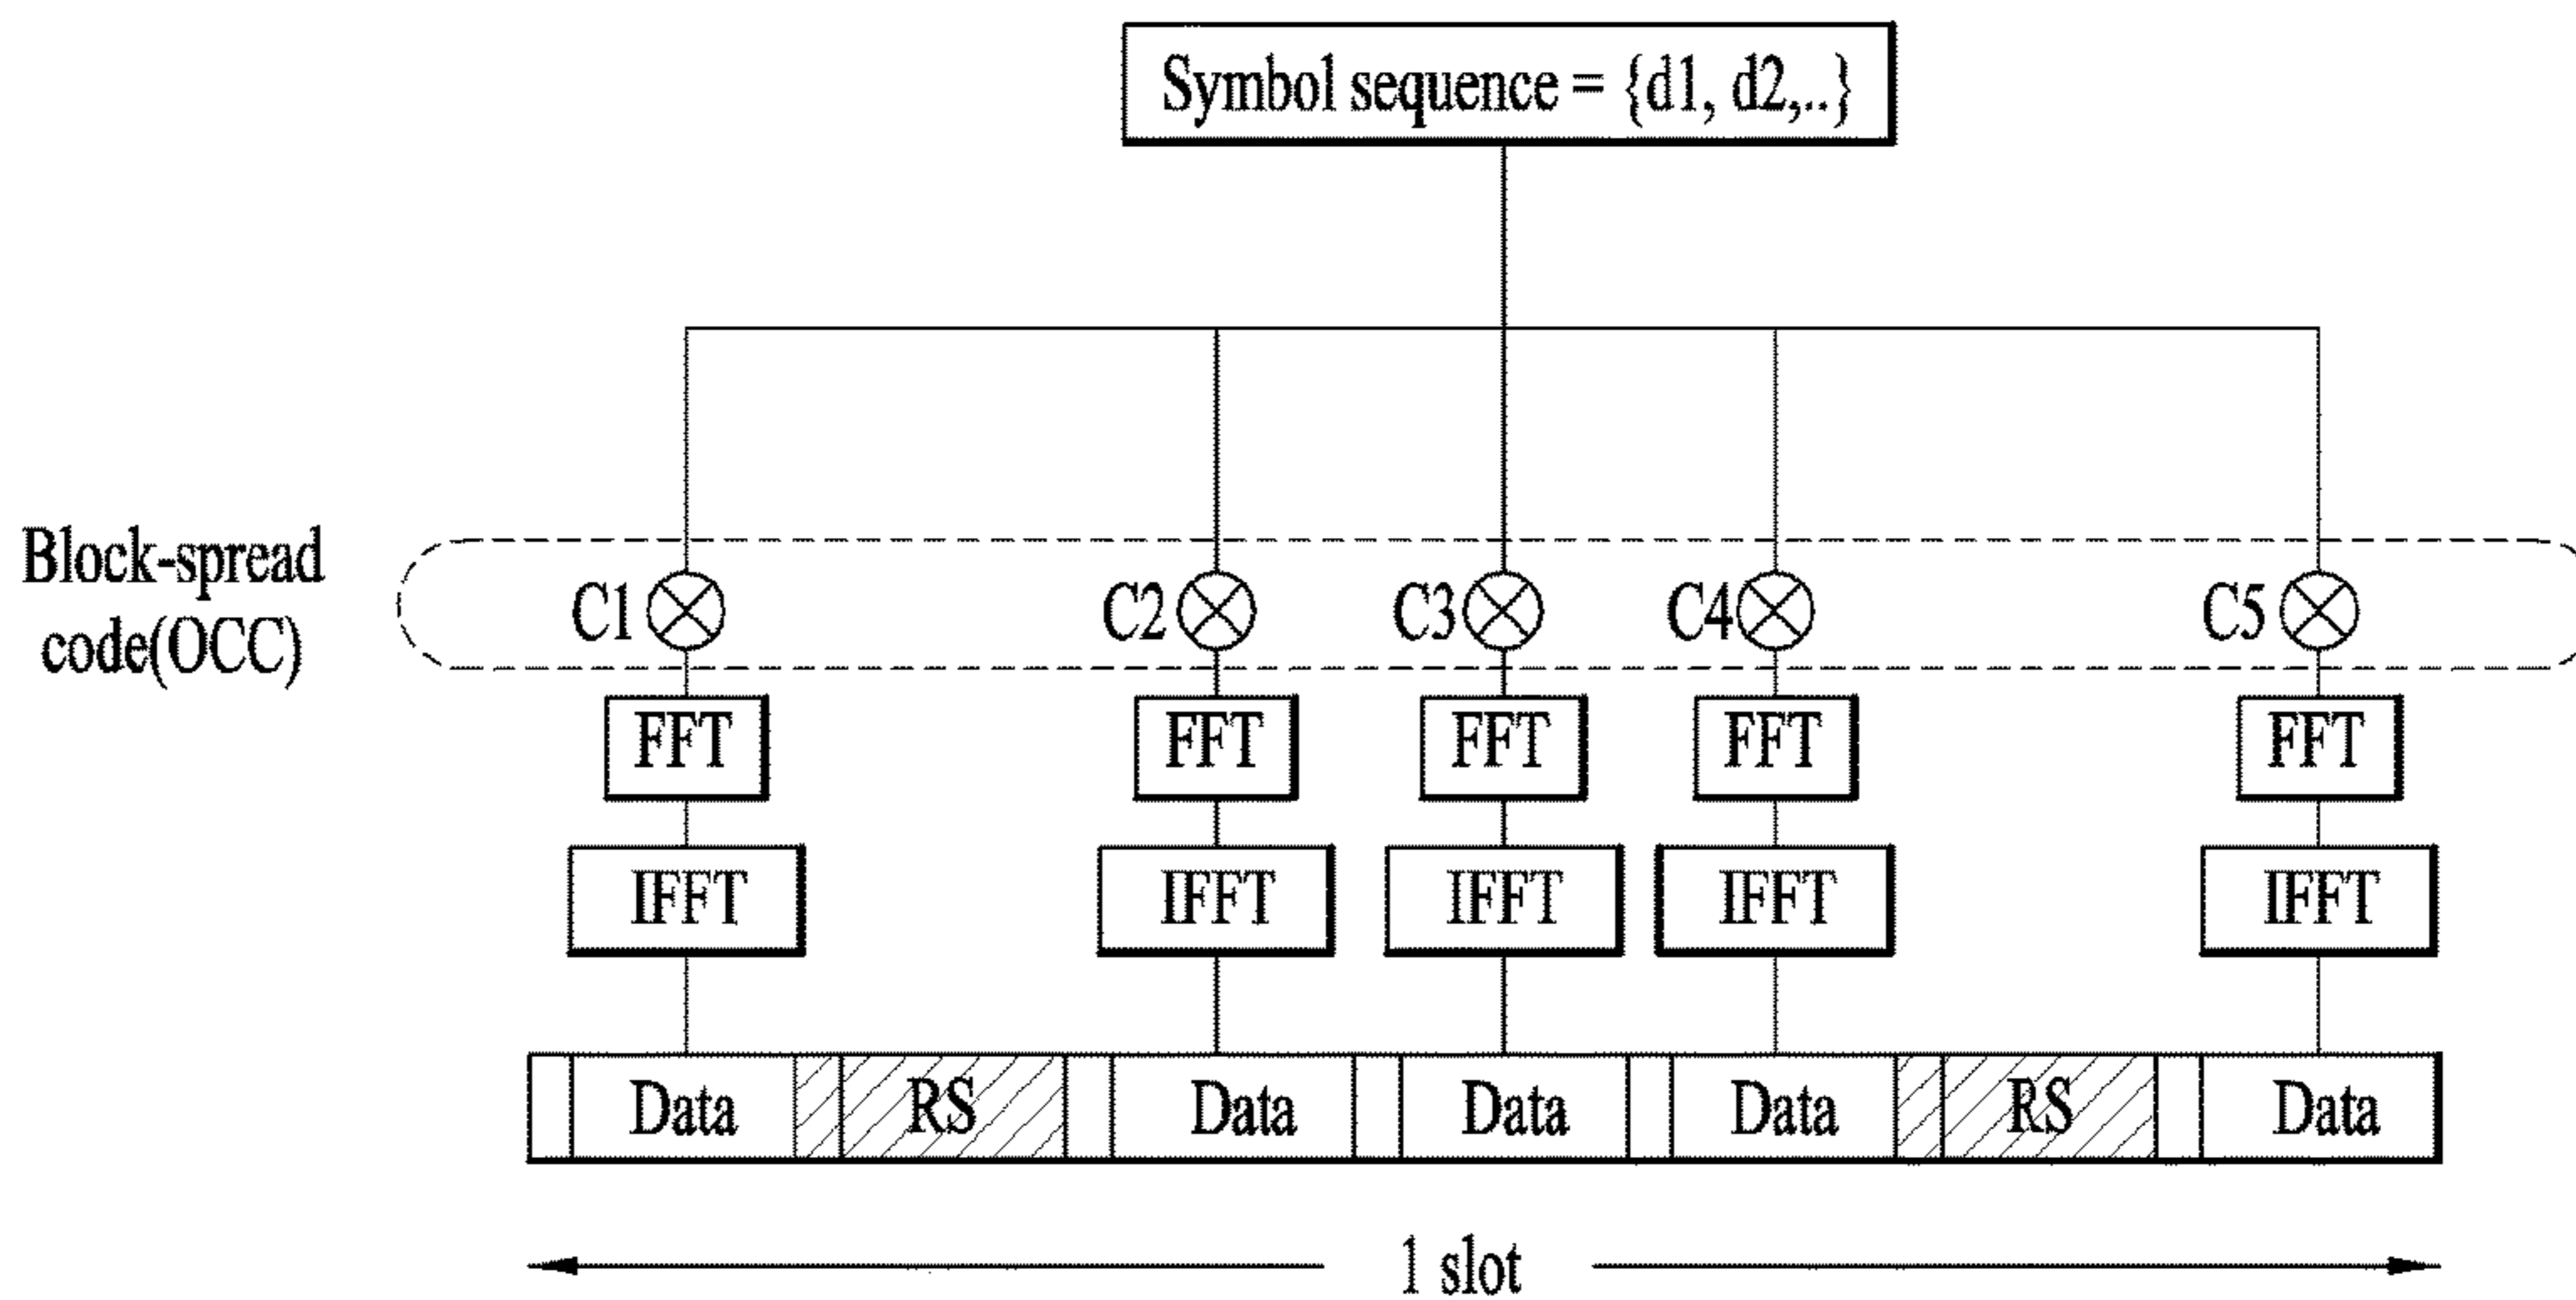 Symbol sequence = {d1, d2,..}
Block-spread
code(OCC)
C1 C2 C3 C4 C5
FFT FFT FFT FFT FFT
IFFT IFFT IFFT IFFT IFFT
Data RS Data Data Data RS Data
1 slot